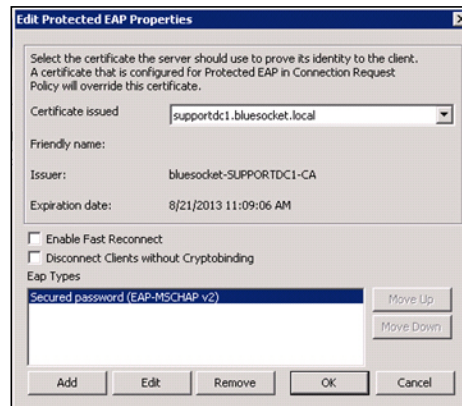 Edit Protected EAP Properties
Select the certificate the server should use to prove its identity to the client.
A certificate that is configured for Protected EAP in Connection Request
Policy will override this certificate.
Certificate issued
supportdc1.bluesocket.local
Friendly name:
Issuer:
bluesocket-SUPPORTDC1-CA
Expiration date:
8/21/2013 11:09:06 AM
Enable Fast Reconnect
Disconnect Clients without Cryptobinding
Eap Types
Secured password (EAP-MSCHAP v2)
Move Up
Move Down
Add
Edit
Remove
OK
Cancel